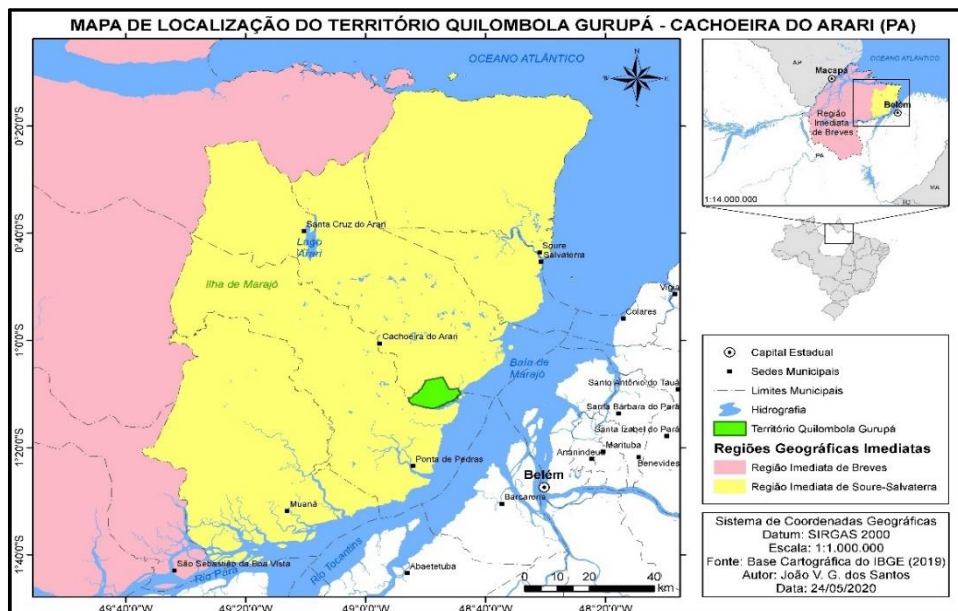 MAPA DE LOCALIZAÇÃO DO TERRITÓRIO QUILOMBOLA GURUPÁ - CACHOEIRA DO ARARI (PA)
OCEANO ATLÂNTICO
N
0°20'0"S
0°40'0"S
1°0'0"S
1°20'0"S
1°40'0"S
Santa Cruz do Arari
Lago
Arari
Soure
Salvaterra
Ilha de Marajó
Vigia
Colares
Cachoeira do Arari
Baía de
Marajó
Santo Antônio do Tauá
Santa Bárbara do Pará
Santa Izabel do Pará
Marituba
Ananindeua
Benevides
Ponta de Pedras
Belém
Barcarena
Muaná
São Sebastião da Boa Vista
Rio Pará
Rio Tocantins
Abaetetuba
0 10 20 40
km
49°40'0"W
49°20'0"W
49°0'0"W
48°40'0"W
48°20'0"W
AP
OCEANO ATLÂNTICO
Macapá
Belém
Região
Imediata
de Breves
PA
MA
1:14.000.000
Capital Estadual
Sedes Municipais
Limites Municipais
Hidrografia
Território Quilombola Gurupá
Regiões Geográficas Imediatas
Região Imediata de Breves
Região Imediata de Soure-Salvaterra
Sistema de Coordenadas Geográficas
Datum: SIRGAS 2000
Escala: 1:1.000.000
Fonte: Base Cartográfica do IBGE (2019)
Autor: João V. G. dos Santos
Data: 24/05/2020